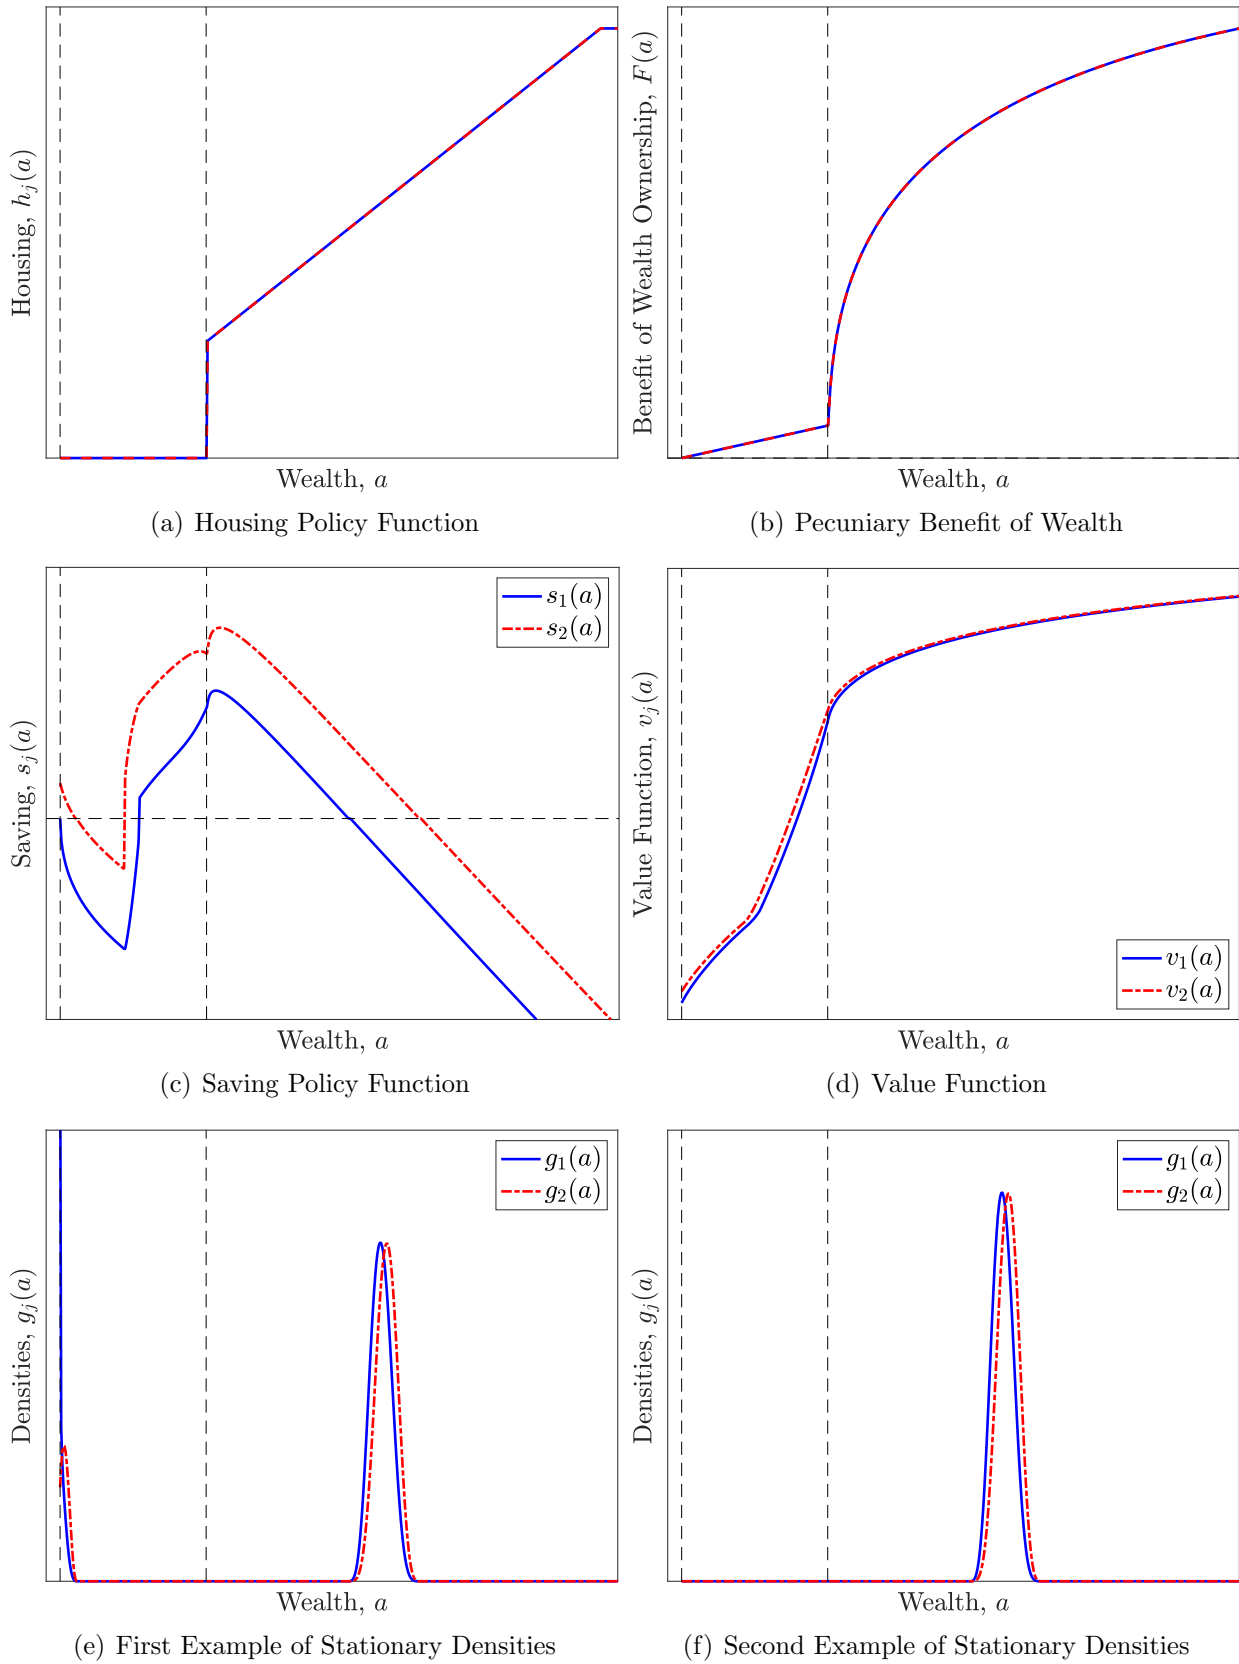 Housing, h_j(a)
Wealth, a
(a) Housing Policy Function
Benefit of Wealth Ownership, F(a)
Wealth, a
(b) Pecuniary Benefit of Wealth
Saving, s_j(a)
s_1(a)
s_2(a)
Wealth, a
(c) Saving Policy Function
Value Function, v_j(a)
v_1(a)
v_2(a)
Wealth, a
(d) Value Function
Densities, g_j(a)
g_1(a)
g_2(a)
Wealth, a
(e) First Example of Stationary Densities
Densities, g_j(a)
g_1(a)
g_2(a)
Wealth, a
(f) Second Example of Stationary Densities